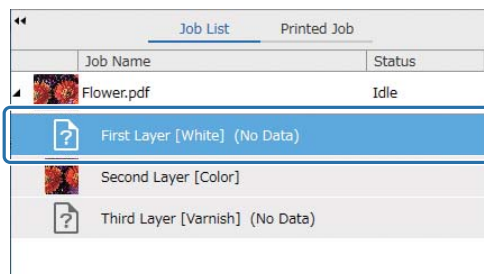 Job List Printed Job
Job Name Status
Flower.pdf Idle
First Layer [White] (No Data)
Second Layer [Color]
Third Layer [Varnish] (No Data)